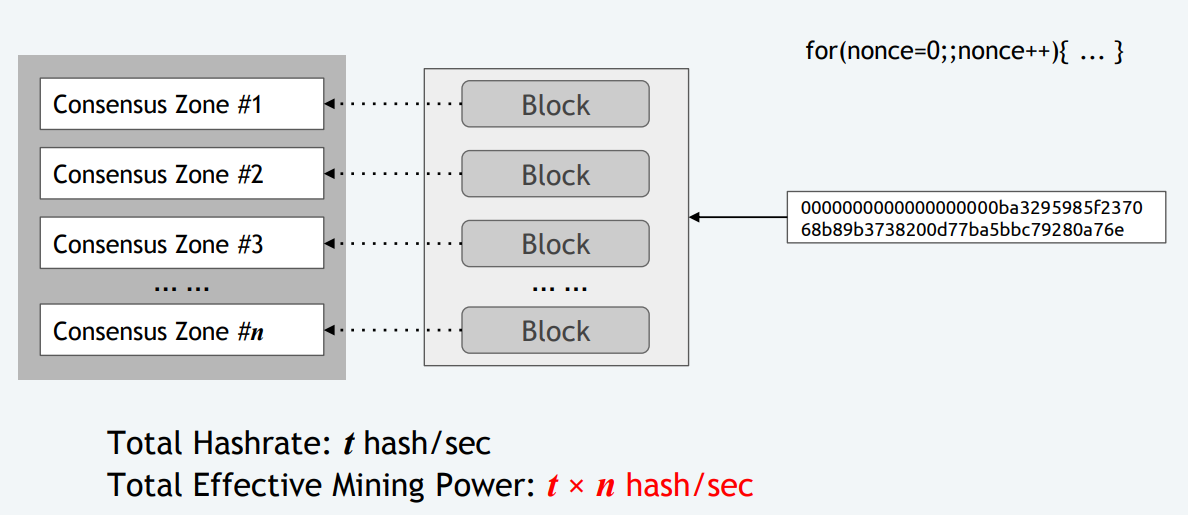 for(nonce=0;;nonce++){ ... }
Consensus Zone #1
Block
Consensus Zone #2
Block
0000000000000000000ba3295985f2370
68b89b3738200d77ba5bbc79280a76e
Consensus Zone #3
Block
... ...
... ...
Consensus Zone #n
Block
Total Hashrate: t hash/sec
Total Effective Mining Power: t × n hash/sec